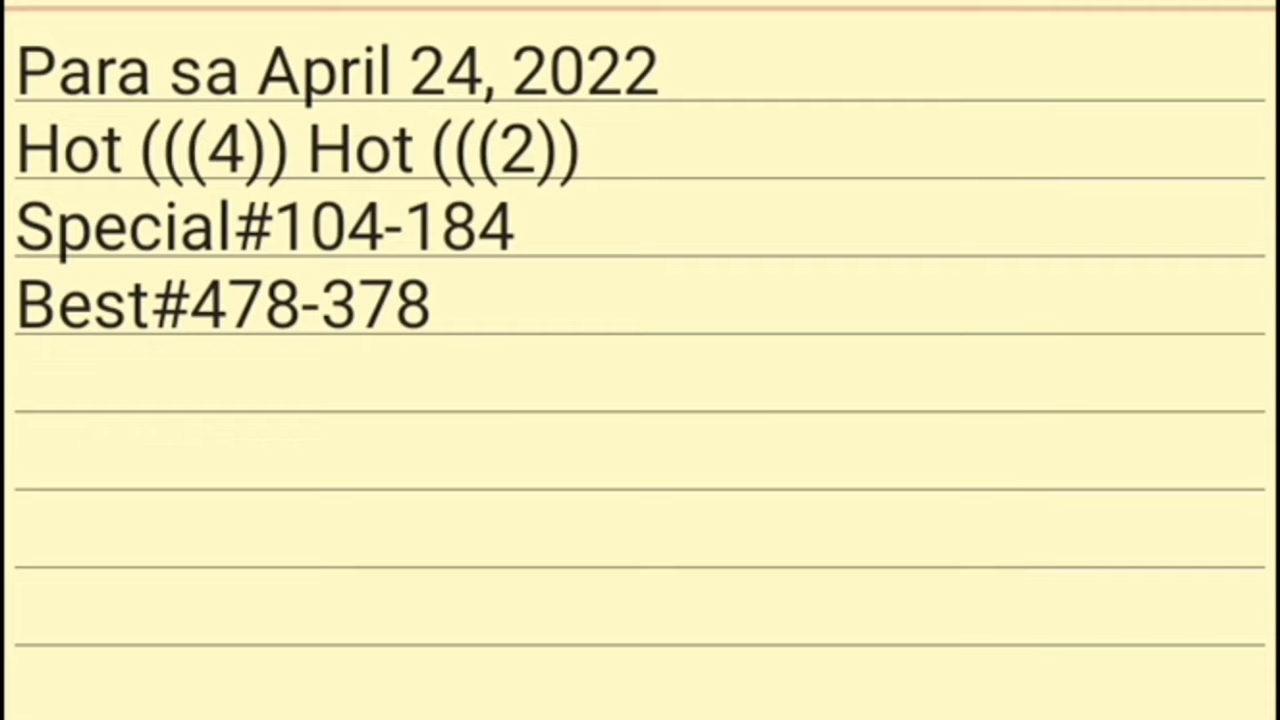 Para sa April 24, 2022
Hot (((4)) Hot (((2))
Special#104-184
Best#478-378